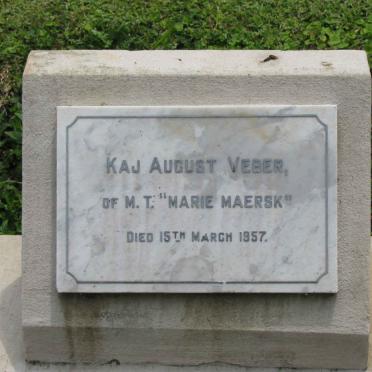 KAJ AUGUST VEBER,
OF M.T. "MARIE MAERSK"
DIED 15TH MARCH 1957.